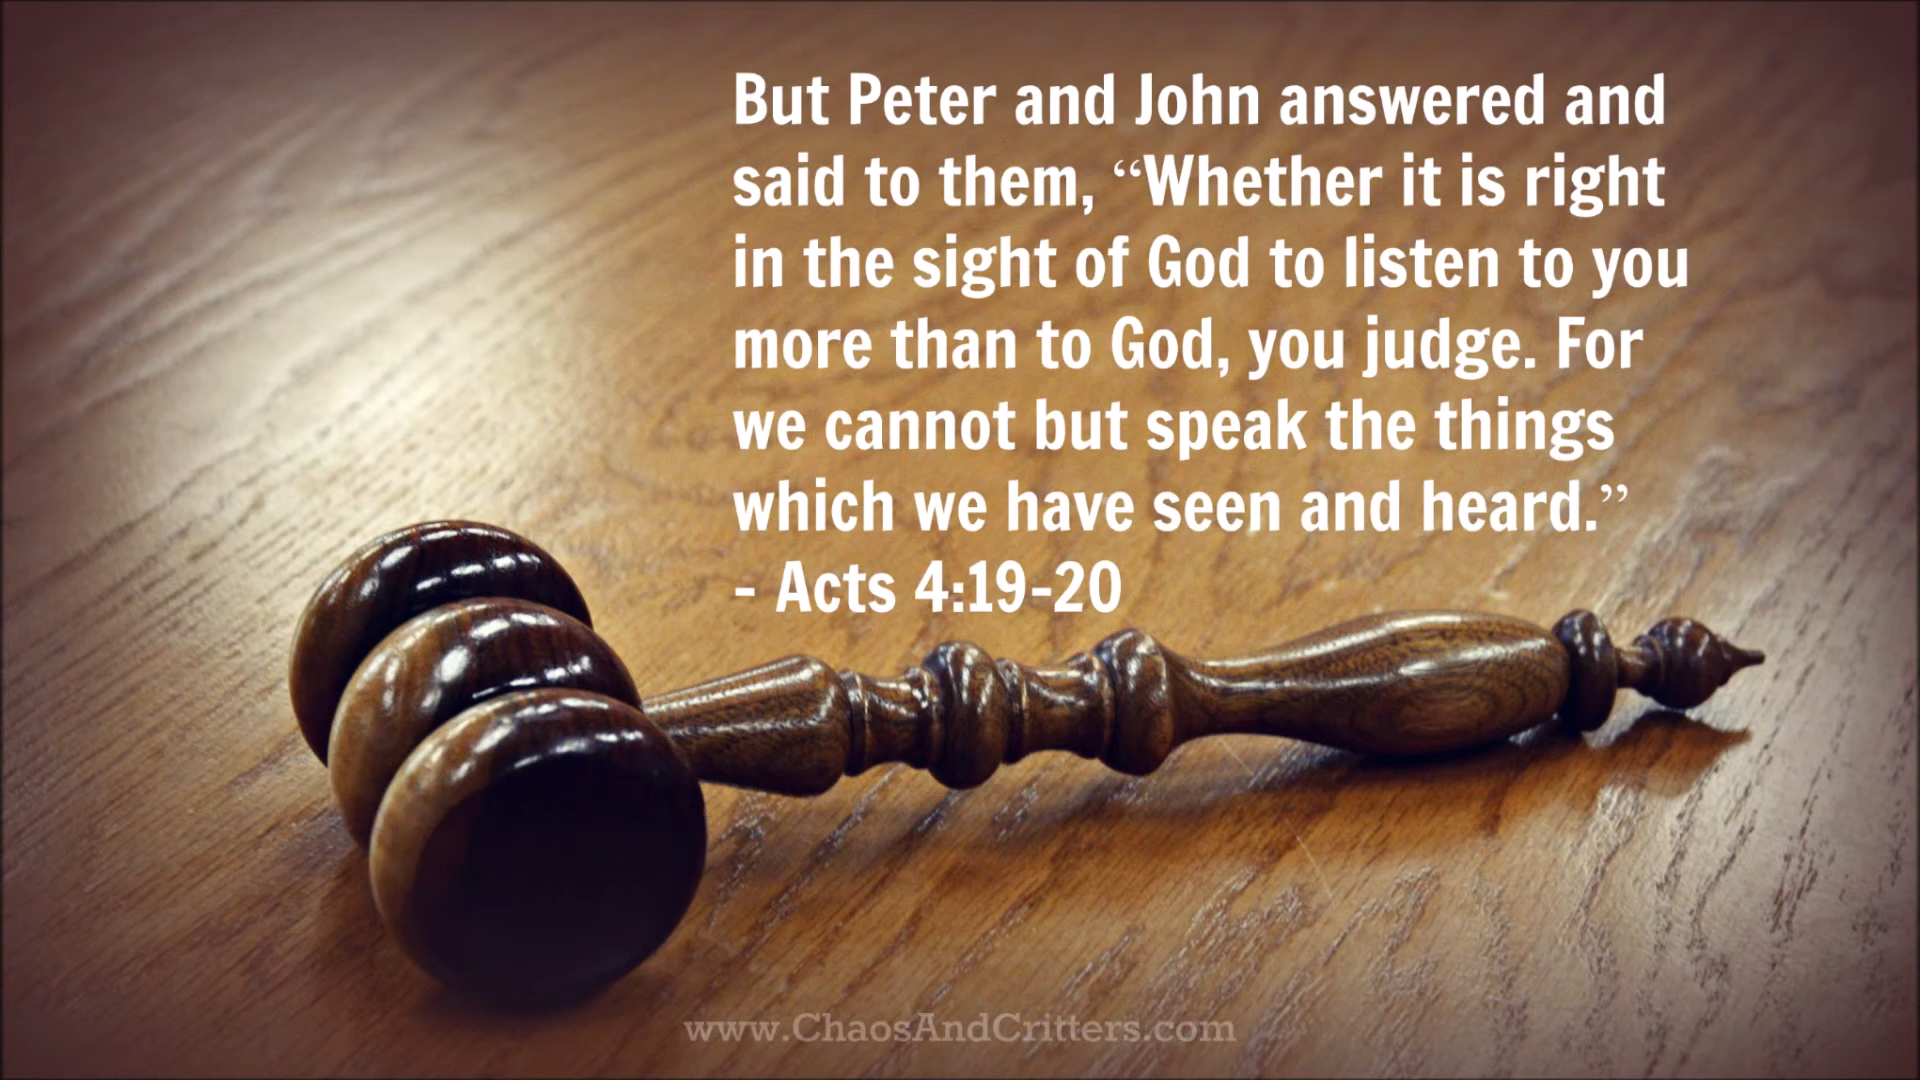 But Peter and John answered and
said to them, “Whether it is right
in the sight of God to listen to you
more than to God, you judge. For
we cannot but speak the things
which we have seen and heard.”
- Acts 4:19-20
www.ChaosAndCritters.com